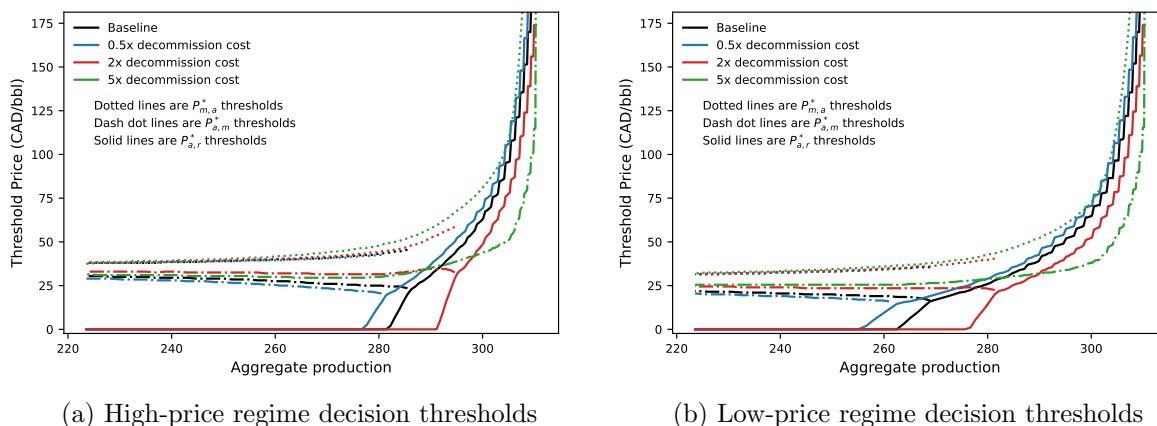 175
150
125
100
75
50
25
0
Threshold Price (CAD/bbl)
Baseline
0.5x decommission cost
2x decommission cost
5x decommission cost
Dotted lines are P*m,a thresholds
Dash dot lines are P*a,m thresholds
Solid lines are P*a,r thresholds
220 240 260 280 300
Aggregate production
(a) High-price regime decision thresholds
175
150
125
100
75
50
25
0
Threshold Price (CAD/bbl)
Baseline
0.5x decommission cost
2x decommission cost
5x decommission cost
Dotted lines are P*m,a thresholds
Dash dot lines are P*a,m thresholds
Solid lines are P*a,r thresholds
220 240 260 280 300
Aggregate production
(b) Low-price regime decision thresholds